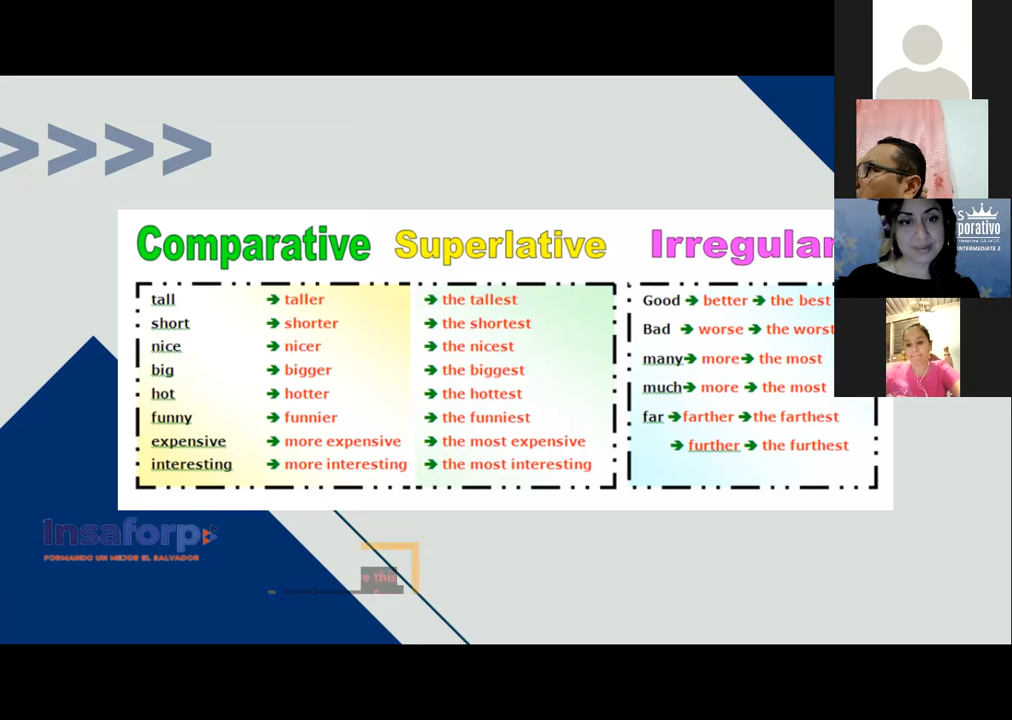 >>>>
Comparative Superlative Irregular
tall ➔ taller ➔ the tallest
short ➔ shorter ➔ the shortest
nice ➔ nicer ➔ the nicest
big ➔ bigger ➔ the biggest
hot ➔ hotter ➔ the hottest
funny ➔ funnier ➔ the funniest
expensive ➔ more expensive ➔ the most expensive
interesting ➔ more interesting ➔ the most interesting
Good ➔ better ➔ the best
Bad ➔ worse ➔ the worst
many ➔ more ➔ the most
much ➔ more ➔ the most
far ➔ farther ➔ the farthest
➔ further ➔ the furthest
Insaforp
FORMANDO UN MEJOR EL SALVADOR
e this
s
porativo
INTERMEDIATE 3